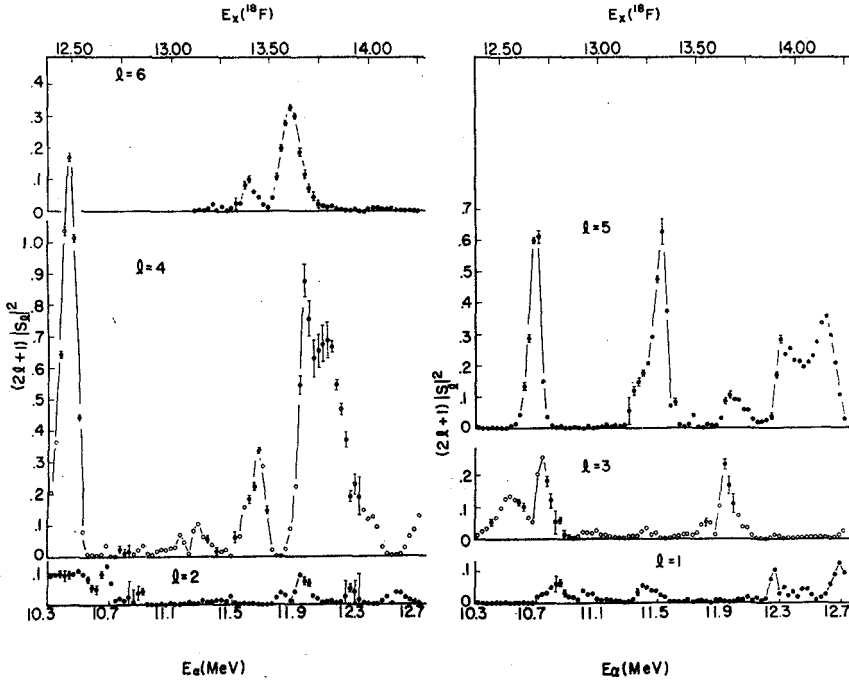 Eₓ(¹⁸F)
12.50 13.00 13.50 14.00
ℓ=6
.4
.3
.2
.1
0
ℓ=4
1.0
.9
.8
.7
.6
.5
.4
.3
.2
.1
0
(2ℓ+1)|Sℓ|²
ℓ=2
.1
10.3 10.7 11.1 11.5 11.9 12.3 12.7
Eα(MeV)
Eₓ(¹⁸F)
12.50 13.00 13.50 14.00
ℓ=5
.7
.6
.5
.4
.3
.2
.1
0
(2ℓ+1)|Sℓ|²
ℓ=3
.2
.1
0
ℓ=1
.1
0
10.3 10.7 11.1 11.5 11.9 12.3 12.7
Eα(MeV)